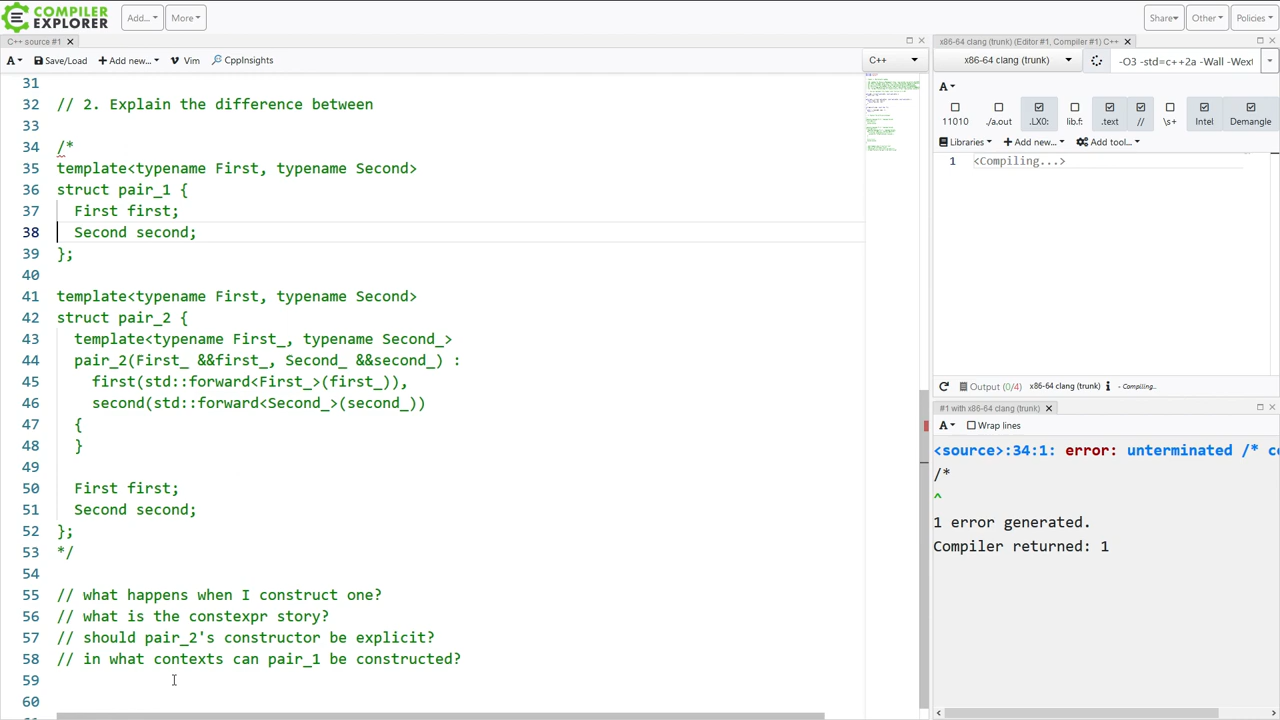 COMPILER
EXPLORER
Add...
More
Share
Other
Policies
C++ source #1
A
Save/Load
Add new...
Vim
CppInsights
C++
31
32 // 2. Explain the difference between
33
34 /*
35 template<typename First, typename Second>
36 struct pair_1 {
37 First first;
38 Second second;
39 };
40
41 template<typename First, typename Second>
42 struct pair_2 {
43 template<typename First_, typename Second_>
44 pair_2(First_ &&first_, Second_ &&second_) :
45 first(std::forward<First_>(first_)),
46 second(std::forward<Second_>(second_))
47 {
48 }
49
50 First first;
51 Second second;
52 };
53 */
54
55 // what happens when I construct one?
56 // what is the constexpr story?
57 // should pair_2's constructor be explicit?
58 // in what contexts can pair_1 be constructed?
59
60
x86-64 clang (trunk) (Editor #1, Compiler #1) C++
x86-64 clang (trunk)
-O3 -std=c++2a -Wall -Wext
A
11010
./a.out
.LX0:
lib.f:
.text
//
\s+
Intel
Demangle
Libraries
Add new...
Add tool...
1 <Compiling...>
Output (0/4) x86-64 clang (trunk) i - Compiling..
#1 with x86-64 clang (trunk)
A
Wrap lines
<source>:34:1: error: unterminated /* co
/*
^
1 error generated.
Compiler returned: 1